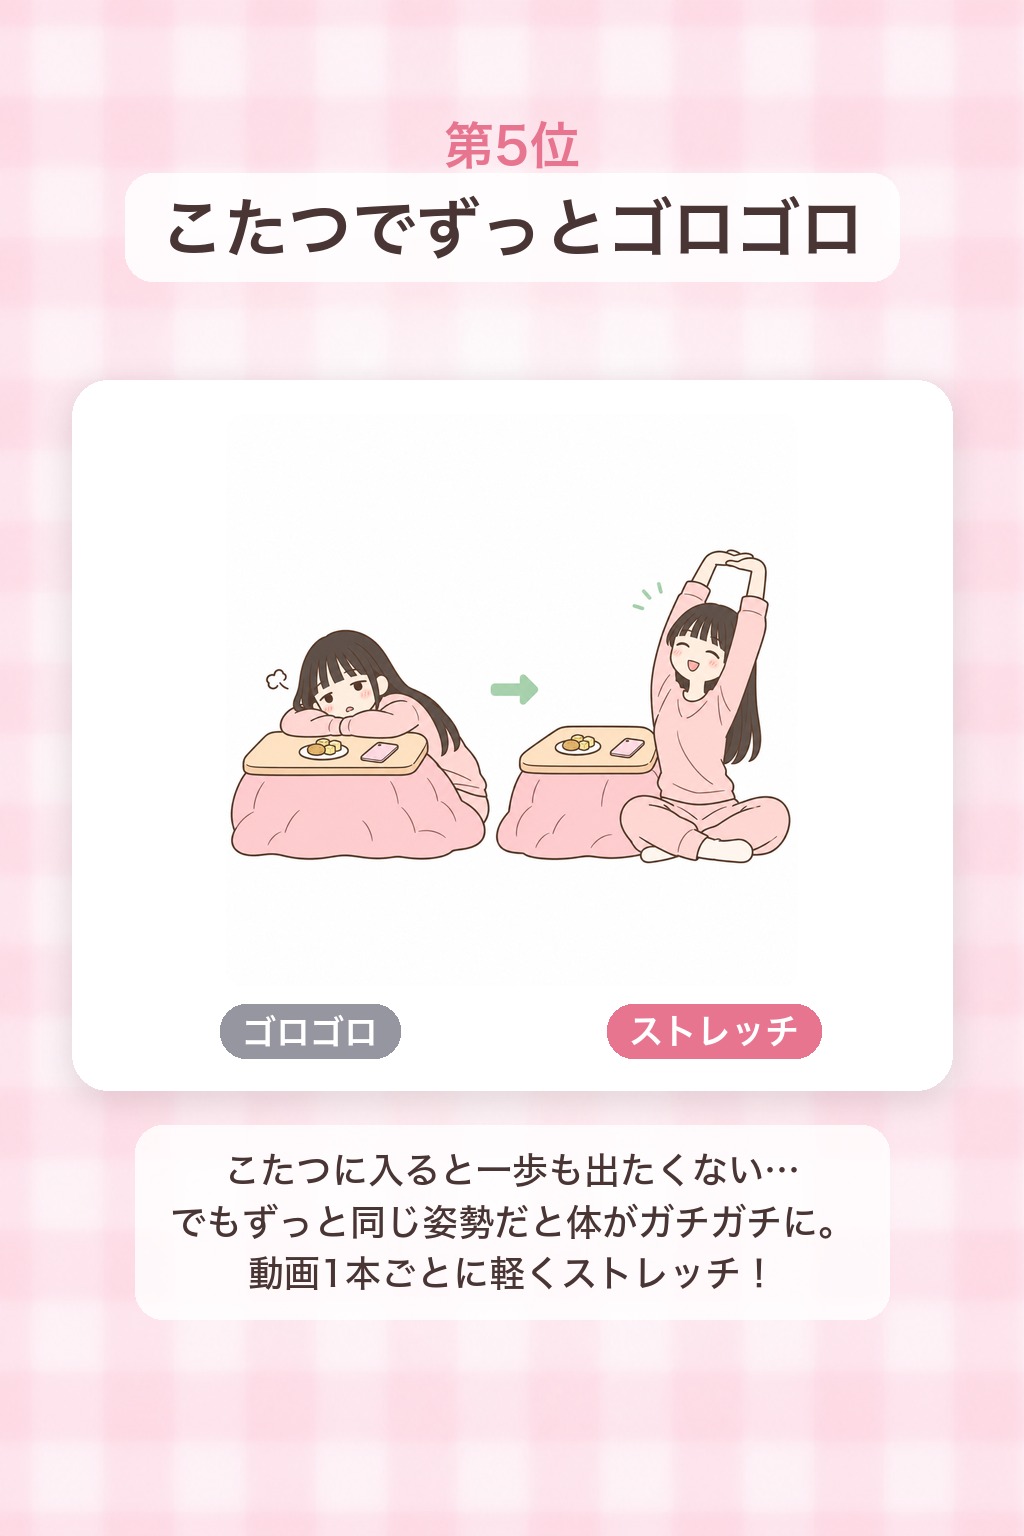 第5位
こたつでずっとゴロゴロ
ゴロゴロ
ストレッチ
こたつに入ると一歩も出たくない…
でもずっと同じ姿勢だと体がガチガチに。
動画1本ごとに軽くストレッチ！